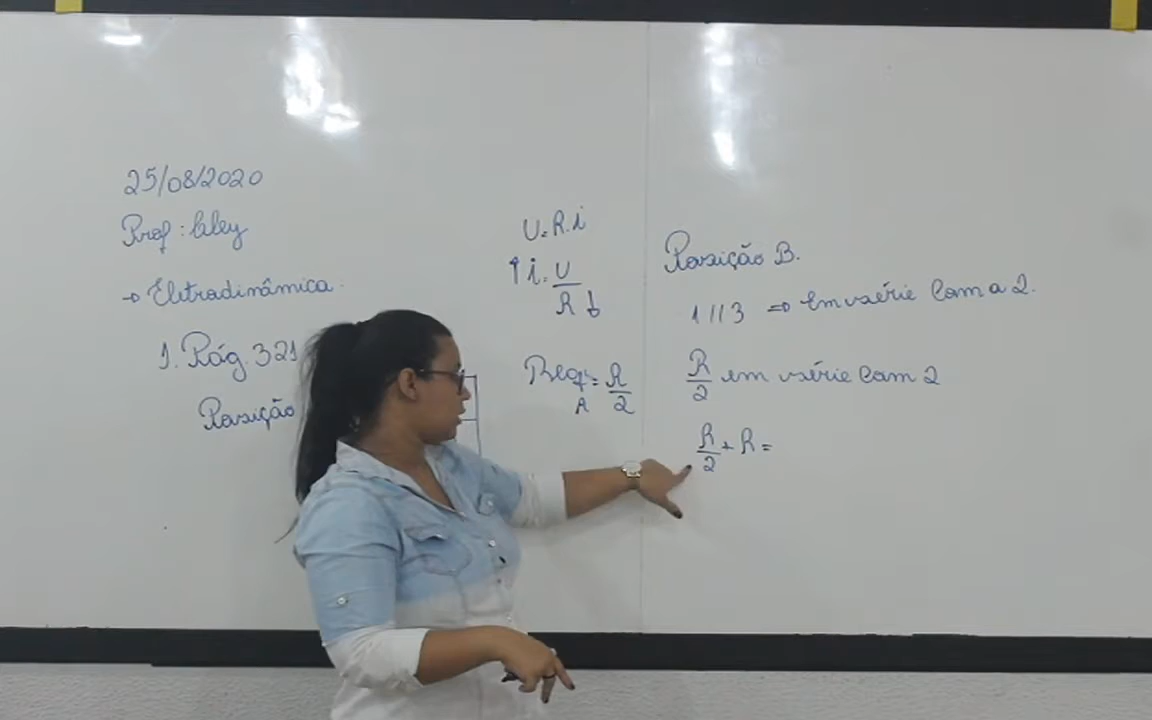 25/08/2020
Prof: Cley
→ Eletrodinâmica
1. Pág. 321
Posição
U=R.i
↑ i = U/R ↓
Req A = R/2
Posição B.
1 // 3 => Em série com a 2.
R/2 em série com 2
R/2 + R =